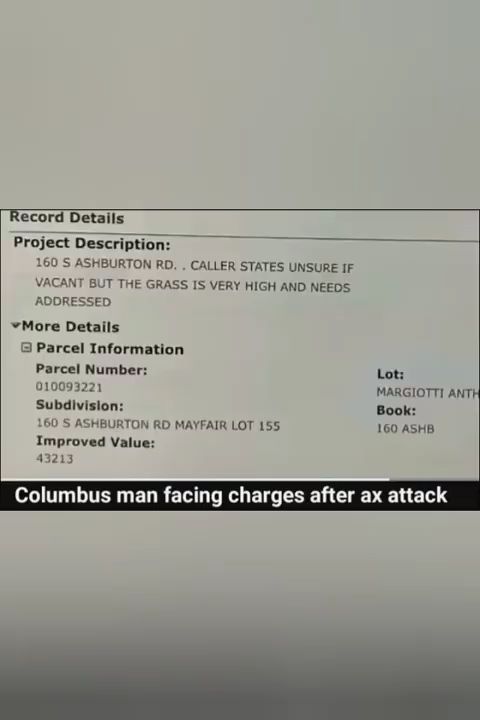 Record Details
Project Description:
160 S ASHBURTON RD. . CALLER STATES UNSURE IF
VACANT BUT THE GRASS IS VERY HIGH AND NEEDS
ADDRESSED
More Details
Parcel Information
Parcel Number:
010093221
Lot:
MARGIOTTI ANTH
Subdivision:
160 S ASHBURTON RD MAYFAIR LOT 155
Book:
160 ASHB
Improved Value:
43213
Columbus man facing charges after ax attack